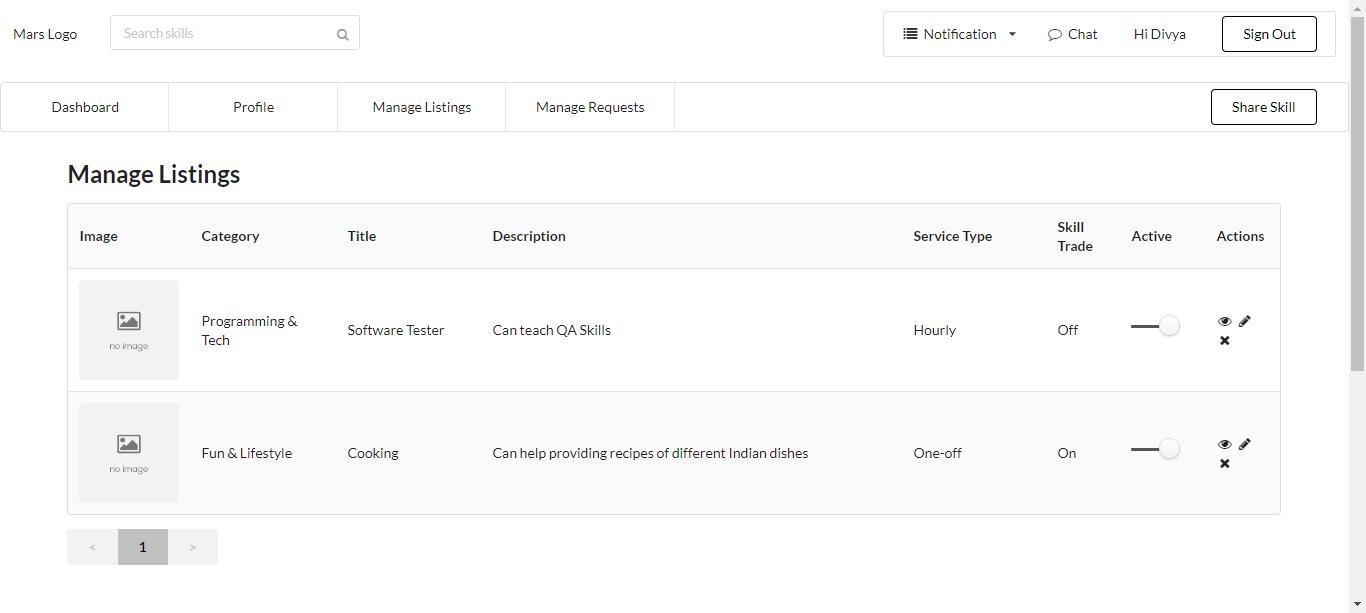 Mars Logo
Search skills
Notification
Chat
Hi Divya
Sign Out
Dashboard
Profile
Manage Listings
Manage Requests
Share Skill
Manage Listings
Image
Category
Title
Description
Service Type
Skill
Trade
Active
Actions
no image
Programming &
Tech
Software Tester
Can teach QA Skills
Hourly
Off
no image
Fun & Lifestyle
Cooking
Can help providing recipes of different Indian dishes
One-off
On
< 1 >